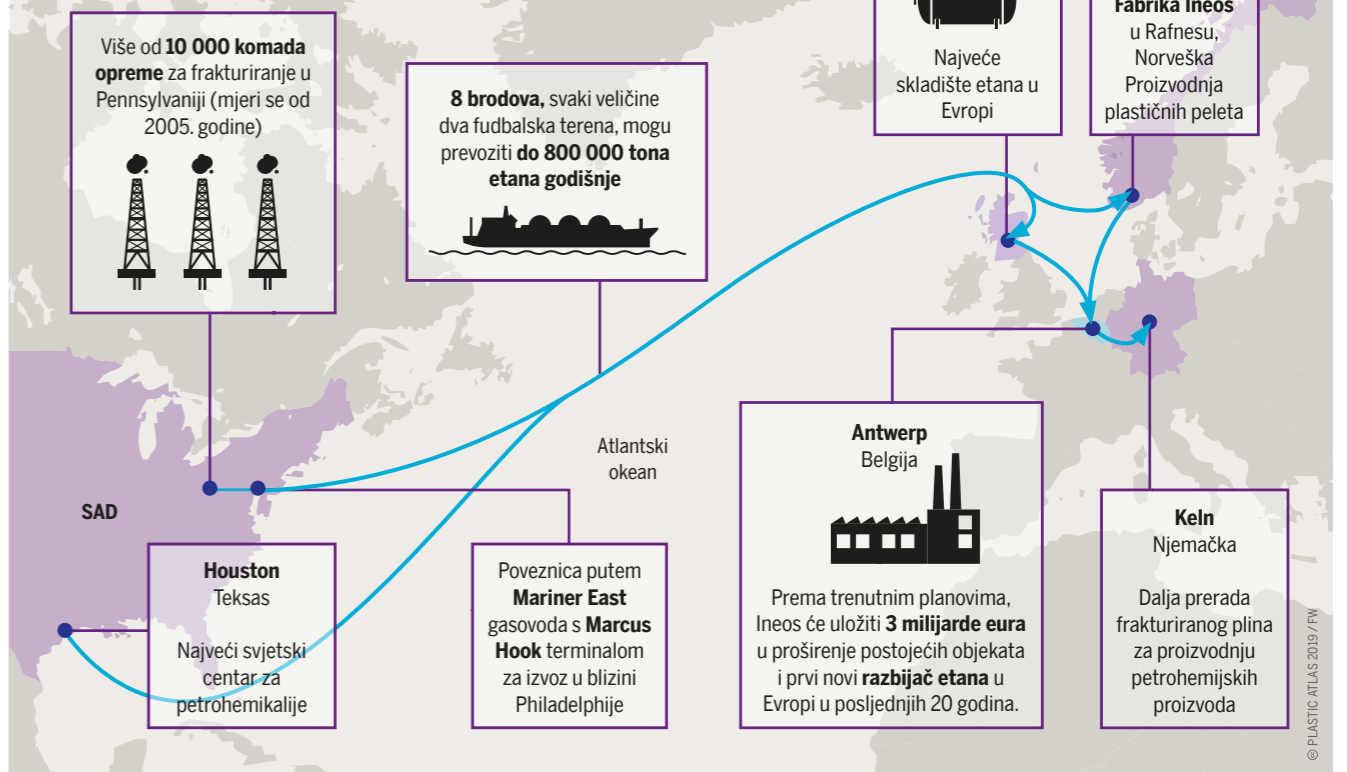 Više od 10 000 komada
opreme za frakturiranje u
Pennsylvaniji (mjeri se od
2005. godine)
8 brodova, svaki veličine
dva fudbalska terena, mogu
prevoziti do 800 000 tona
etana godišnje
Najveće
skladište etana u
Evropi
Fabrika Ineos
u Rafnesu,
Norveška
Proizvodnja
plastičnih peleta
Atlantski
okean
SAD
Houston
Teksas
Najveći svjetski
centar za
petrohemikalije
Poveznica putem
Mariner East
gasovoda s Marcus
Hook terminalom
za izvoz u blizini
Philadelphije
Antwerp
Belgija
Prema trenutnim planovima,
Ineos će uložiti 3 milijarde eura
u proširenje postojećih objekata
i prvi novi razbijač etana u
Evropi u posljednjih 20 godina.
Keln
Njemačka
Dalja prerada
frakturiranog plina
za proizvodnju
petrohemijskih
proizvoda
PLASTIC ATLAS 2019 / FW